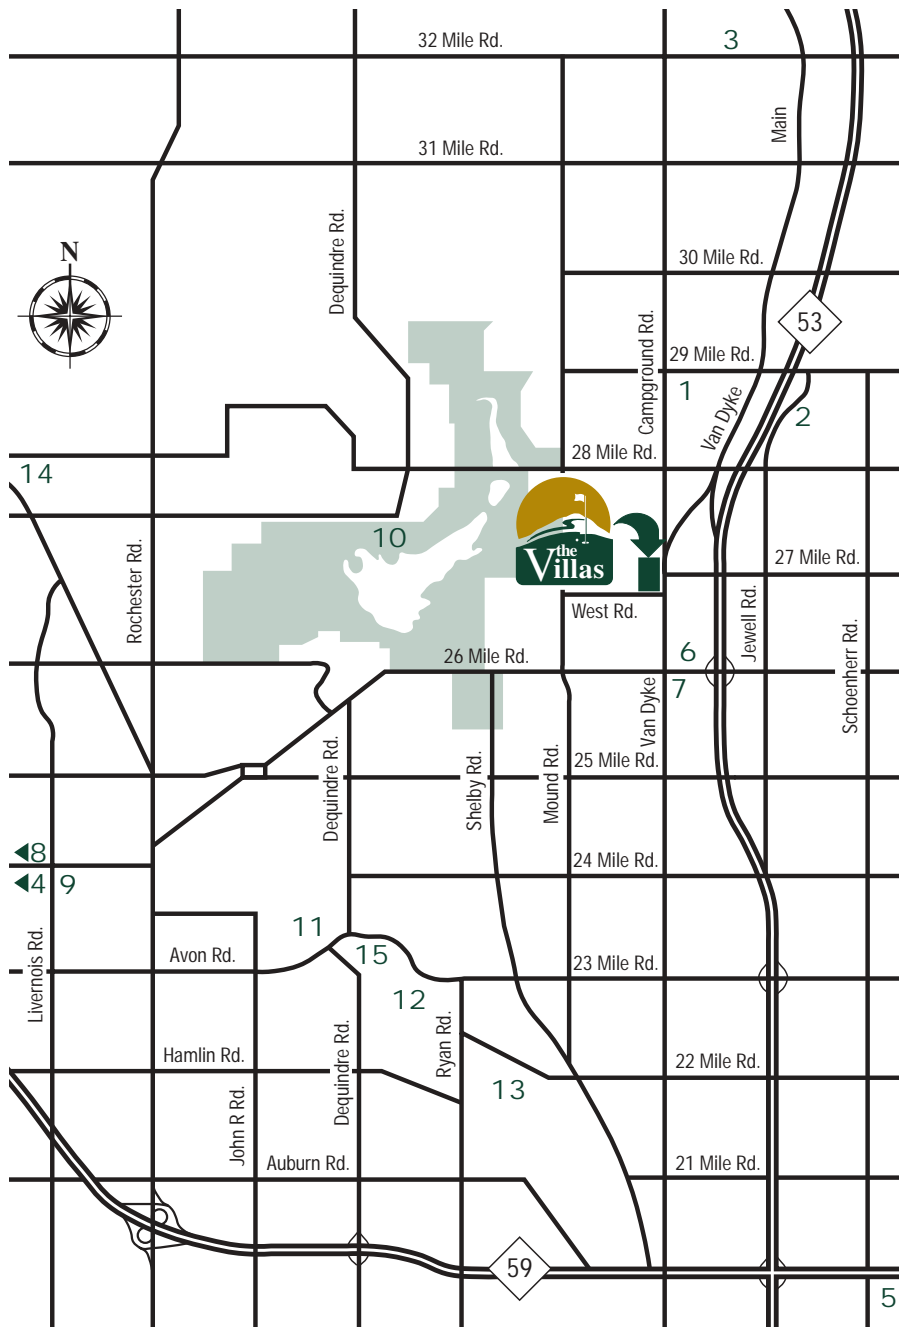 32 Mile Rd.
3
Main
31 Mile Rd.
Dequindre Rd.
N
30 Mile Rd.
53
Campground Rd.
29 Mile Rd.
1
Van Dyke
2
28 Mile Rd.
14
10
the
Villas
Rochester Rd.
27 Mile Rd.
West Rd.
Jewell Rd.
Schoenherr Rd.
26 Mile Rd.
6
7
Van Dyke
Dequindre Rd.
Shelby Rd.
Mound Rd.
25 Mile Rd.
8
4
9
24 Mile Rd.
11
15
Livernois Rd.
Avon Rd.
23 Mile Rd.
12
Ryan Rd.
Dequindre Rd.
Hamlin Rd.
22 Mile Rd.
13
John R Rd.
Auburn Rd.
21 Mile Rd.
59
5